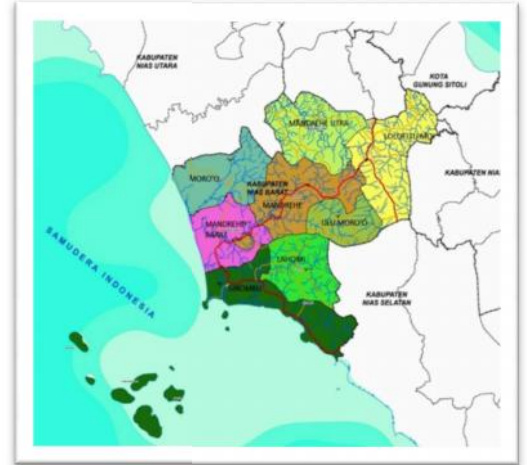 KABUPATEN
NIAS UTARA
KOTA
GUNUNG SITOLI
MANDREHE UTRA
LOLOFITU MOI
KABUPATEN NIA
MORO'O
KABUPATEN
NIAS BARAT
MANDREHE
MANDREHE
BARAT
ULU MORO'O
LAHOMI
SIROMBU
KABUPATEN
NIAS SELATAN
SAMUDERA INDONESIA